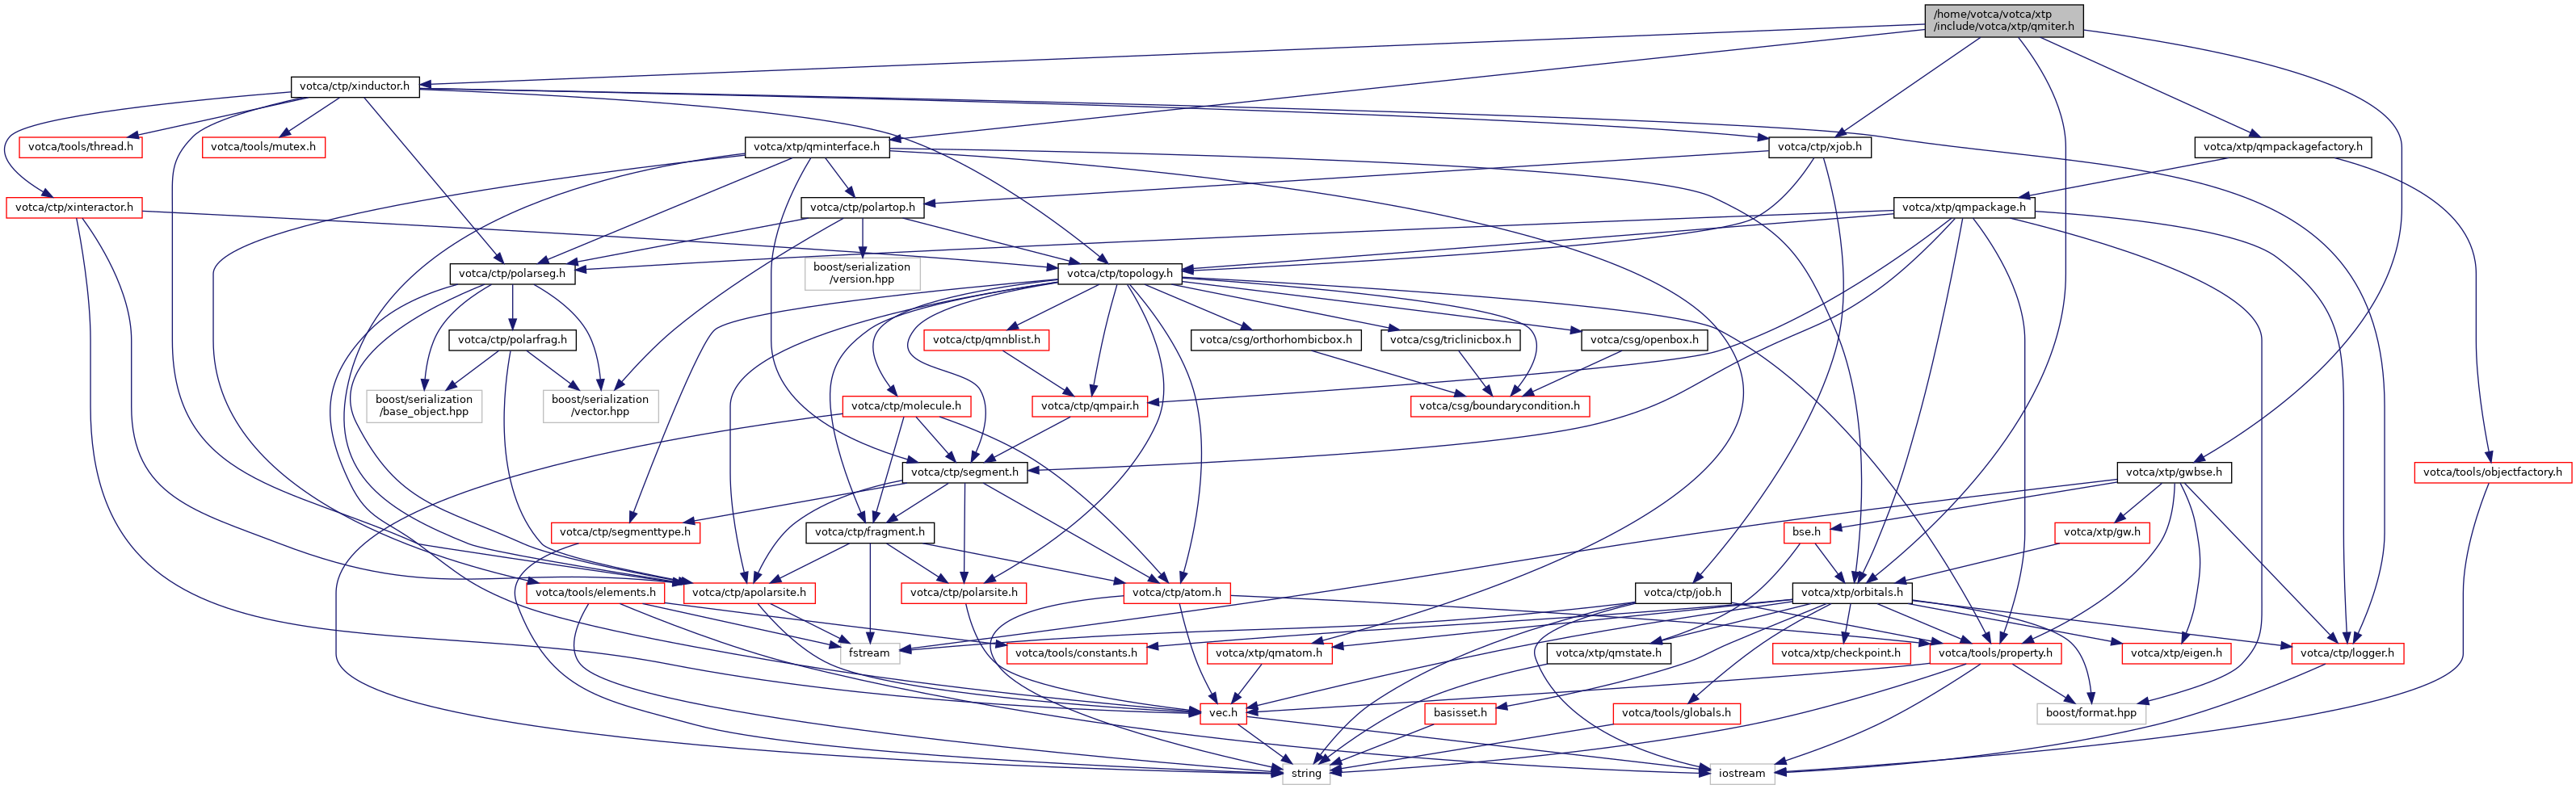 /home/votca/votca/xtp
/include/votca/xtp/qmiter.h
votca/ctp/xinductor.h
votca/tools/thread.h
votca/tools/mutex.h
votca/xtp/qminterface.h
votca/ctp/xjob.h
votca/xtp/qmpackagefactory.h
votca/ctp/xinteractor.h
votca/ctp/polartop.h
votca/xtp/qmpackage.h
votca/ctp/polarseg.h
boost/serialization
/version.hpp
votca/ctp/topology.h
votca/ctp/polarfrag.h
votca/ctp/qmnblist.h
votca/csg/orthorhombicbox.h
votca/csg/triclinicbox.h
votca/csg/openbox.h
boost/serialization
/base_object.hpp
boost/serialization
/vector.hpp
votca/ctp/molecule.h
votca/ctp/qmpair.h
votca/csg/boundarycondition.h
votca/ctp/segment.h
votca/xtp/gwbse.h
votca/tools/objectfactory.h
votca/ctp/segmenttype.h
votca/ctp/fragment.h
bse.h
votca/xtp/gw.h
votca/tools/elements.h
votca/ctp/apolarsite.h
votca/ctp/polarsite.h
votca/ctp/atom.h
votca/ctp/job.h
votca/xtp/orbitals.h
fstream
votca/tools/constants.h
votca/xtp/qmatom.h
votca/xtp/qmstate.h
votca/xtp/checkpoint.h
votca/tools/property.h
votca/xtp/eigen.h
votca/ctp/logger.h
vec.h
basisset.h
votca/tools/globals.h
boost/format.hpp
string
iostream